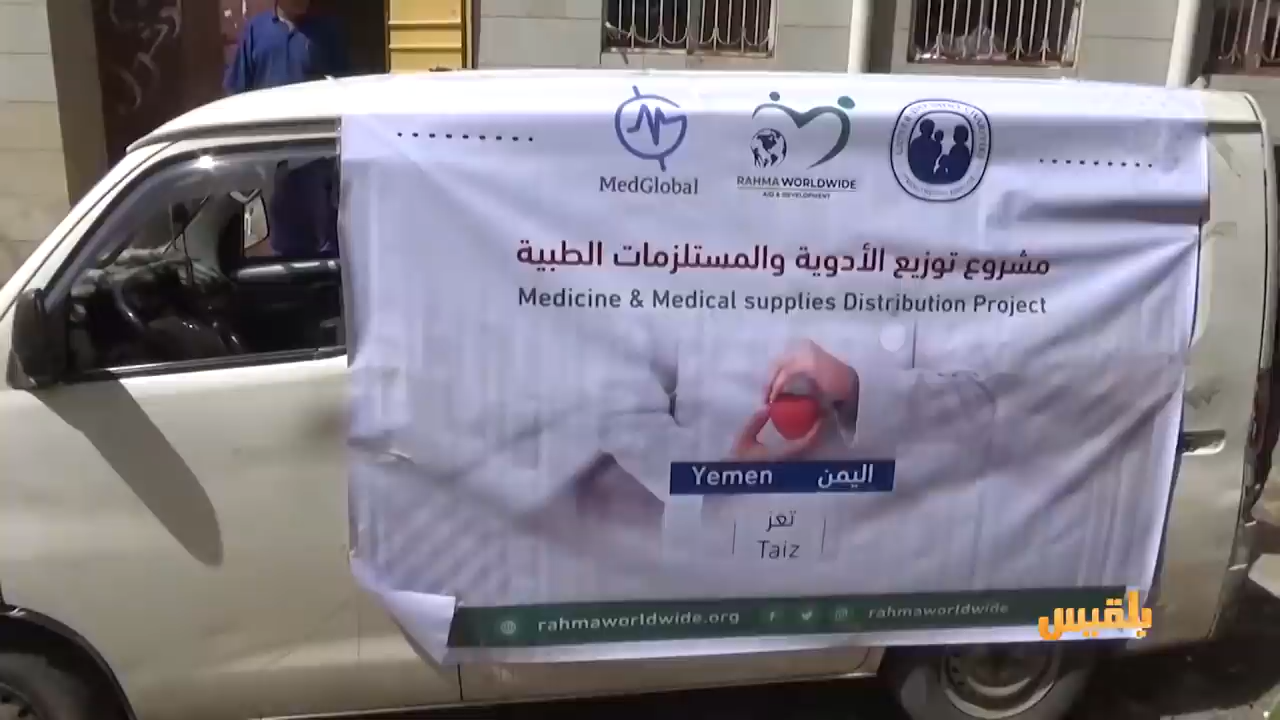 MedGlobal
RAHMA WORLDWIDE
AID & DEVELOPMENT
مشروع توزيع الأدوية والمستلزمات الطبية
Medicine & Medical supplies Distribution Project
Yemen اليمن
تعز
Taiz
rahmaworldwide.org rahmaworldwide
بلقيس